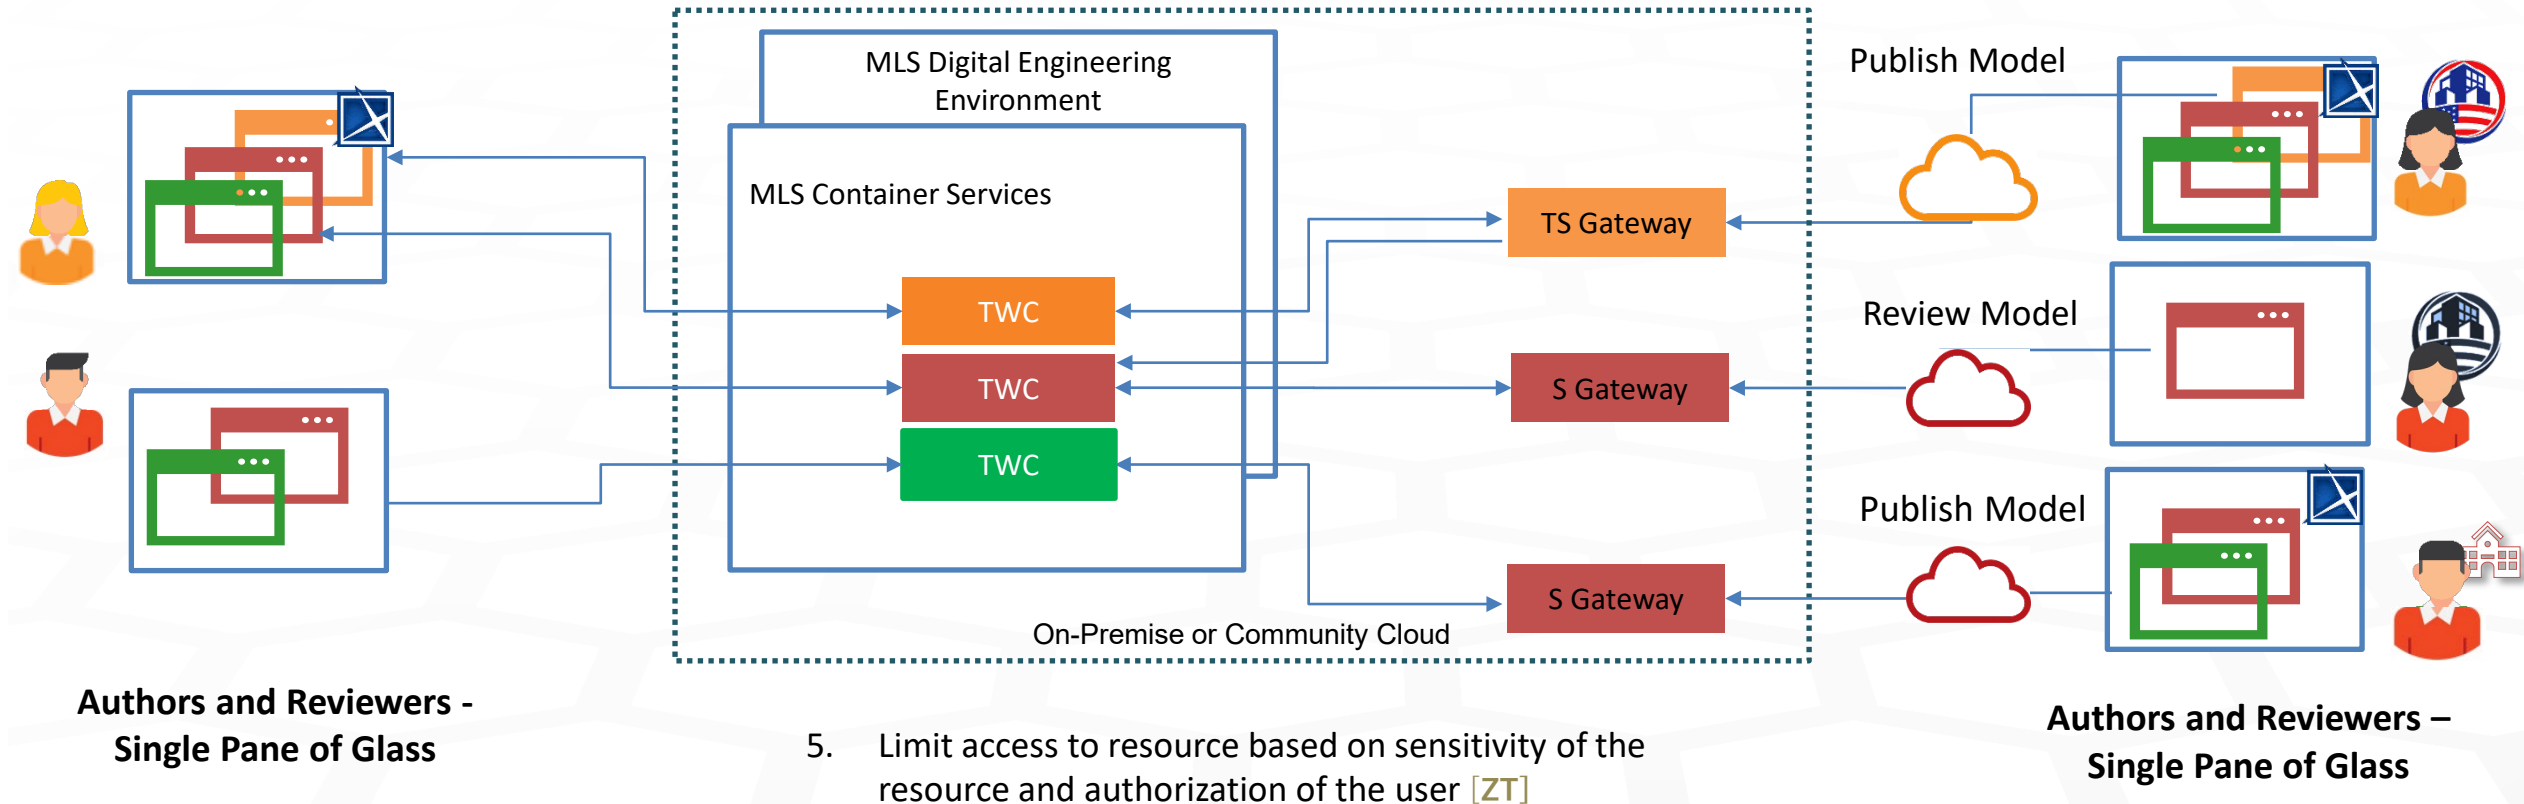 MLS Digital Engineering
Environment
MLS Container Services
TWC
TWC
TWC
TS Gateway
S Gateway
S Gateway
On-Premise or Community Cloud
Publish Model
Review Model
Publish Model
Authors and Reviewers -
Single Pane of Glass
5. Limit access to resource based on sensitivity of the
resource and authorization of the user [ZT]
Authors and Reviewers –
Single Pane of Glass